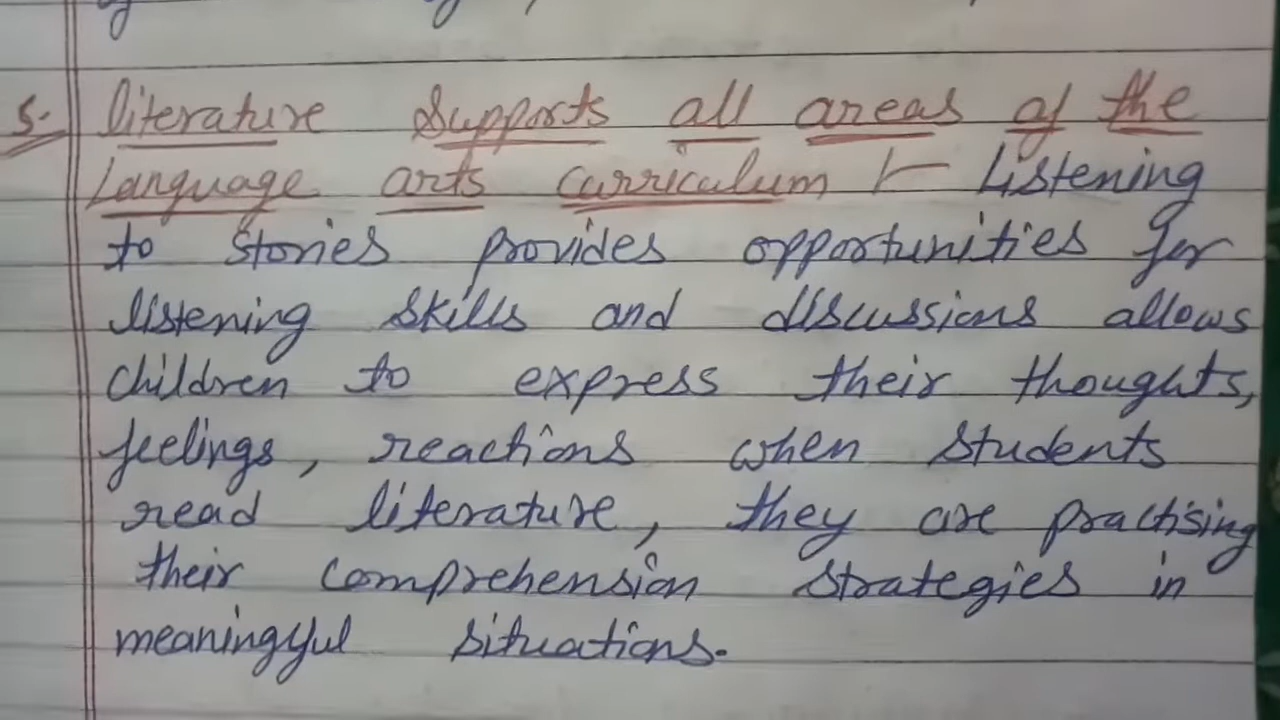 5. Literature Supports all areas of the
Language arts curriculum :- Listening
to stories provides opportunities for
listening skills and discussions allows
children to express their thoughts,
feelings, reactions when students
read literature, they are practising
their comprehension strategies in
meaningful situations.